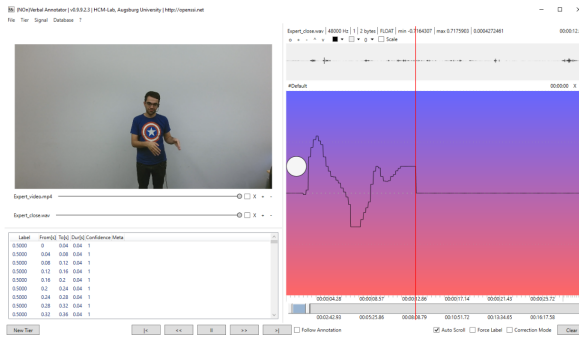 (NO)nVerbal Annotator | v0.9.9.2.3 | HCM-Lab, Augsburg University | http://openssi.net
File Tier Signal Database ?
Expert_close.wav | 48000 Hz | 1 | 2 bytes | FLOAT | min -0.7164307 | max 0.7175903 | 0.0004272461 00:00:12.
Scale
#Default 00:00:00 X
Expert_video.mp4 X + -
Expert_close.wav X + -
Label From[s] To[s] Dur[s] Confidence Meta
0.5000 0 0.04 0.04 1
0.5000 0.04 0.08 0.04 1
0.5000 0.08 0.12 0.04 1
0.5000 0.12 0.16 0.04 1
0.5000 0.16 0.2 0.04 1
0.5000 0.2 0.24 0.04 1
0.5000 0.24 0.28 0.04 1
0.5000 0.28 0.32 0.04 1
0.5000 0.32 0.36 0.04 1
00:00:04.28 00:00:08.57 00:00:12.86 00:00:17.14 00:00:21.43 00:00:25.72
00:02:42.93 00:05:25.86 00:08:08.79 00:10:51.72 00:13:34.65 00:16:17.58
New Tier |< << II >> >| Follow Annotation Auto Scroll Force Label Correction Mode Clear